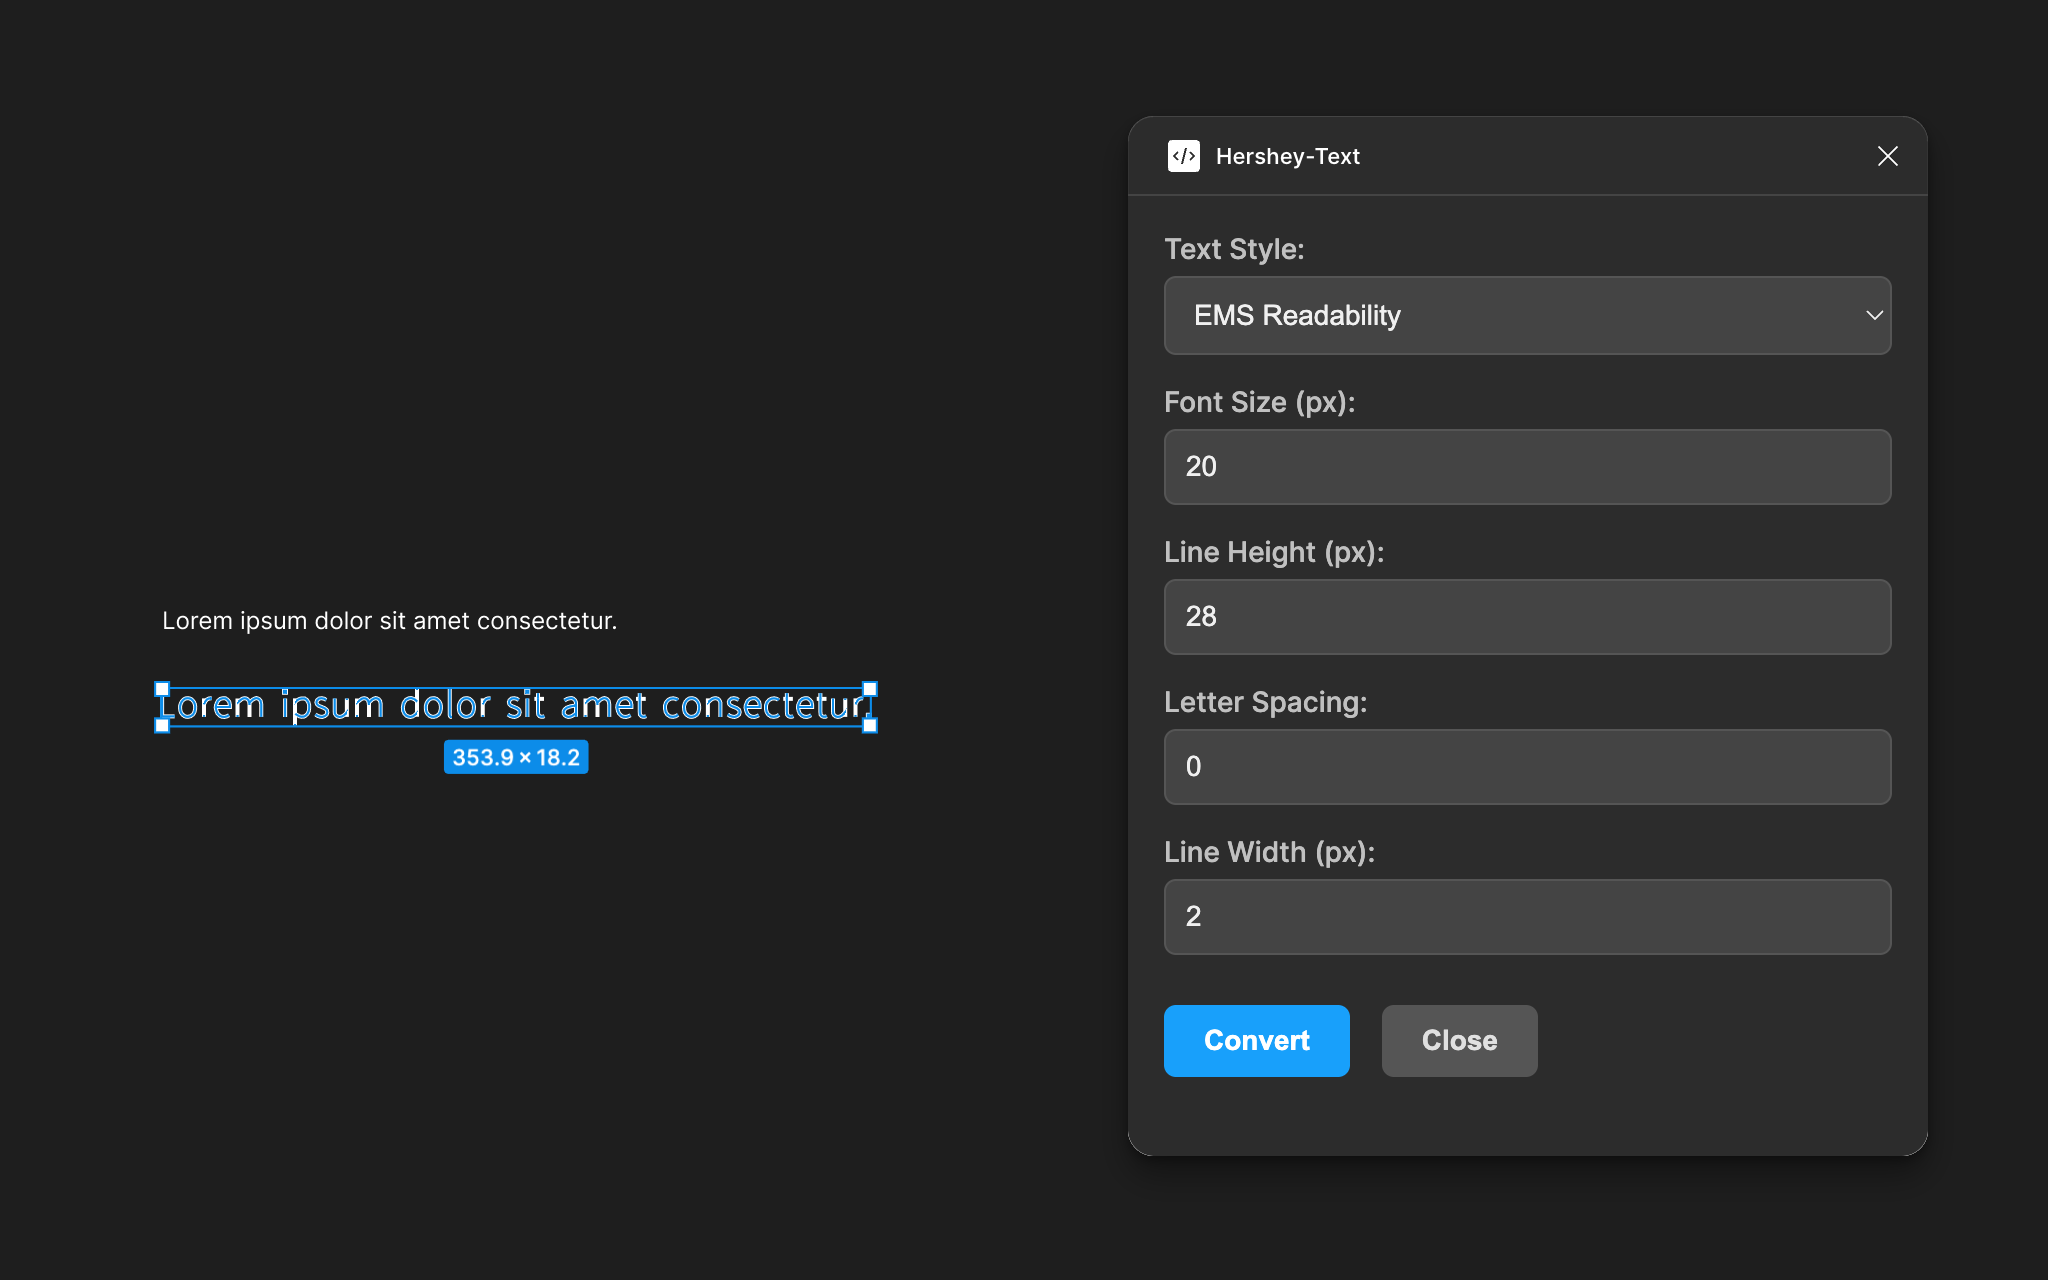 Lorem ipsum dolor sit amet consectetur.
Lorem ipsum dolor sit amet consectetur.
353.9 × 18.2
Hershey-Text
Text Style:
EMS Readability
Font Size (px):
20
Line Height (px):
28
Letter Spacing:
0
Line Width (px):
2
Convert
Close